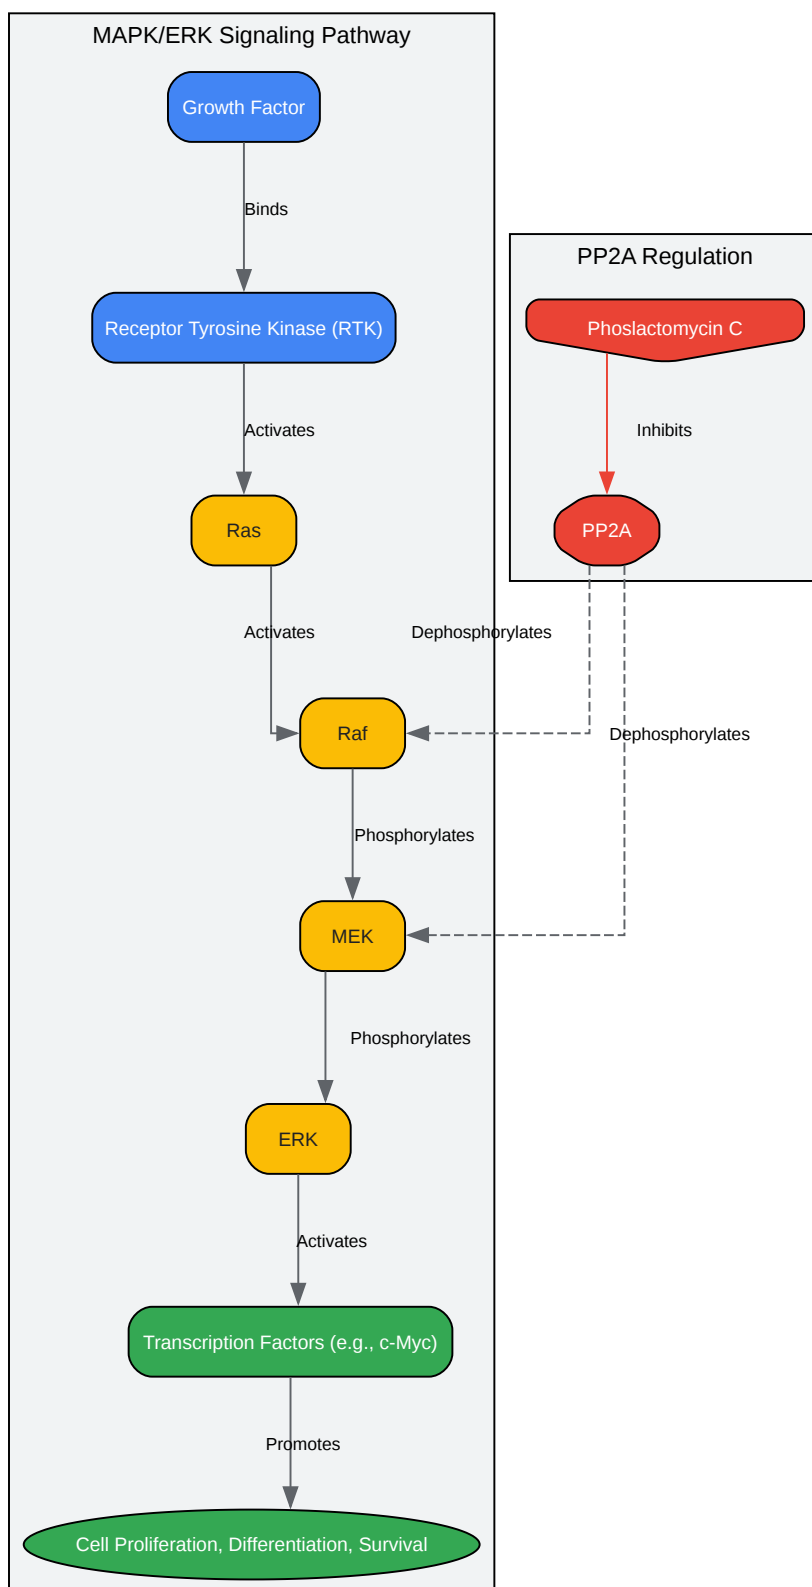 MAPK/ERK Signaling Pathway
Growth Factor
Binds
PP2A Regulation
Receptor Tyrosine Kinase (RTK)
Phoslactomycin C
Activates
Inhibits
Ras
PP2A
Activates
Dephosphorylates
Raf
Dephosphorylates
Phosphorylates
MEK
Phosphorylates
ERK
Activates
Transcription Factors (e.g., c-Myc)
Promotes
Cell Proliferation, Differentiation, Survival